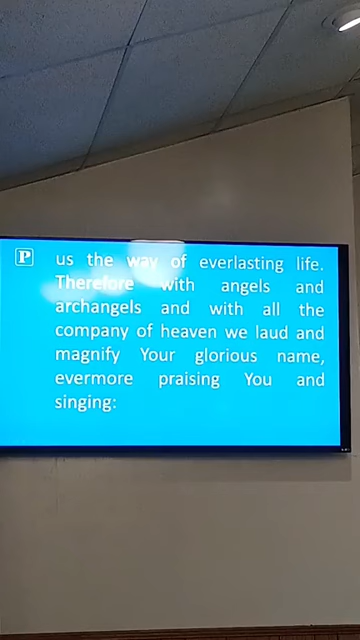 P us the way of everlasting life.
Therefore with angels and
archangels and with all the
company of heaven we laud and
magnify Your glorious name,
evermore praising You and
singing: